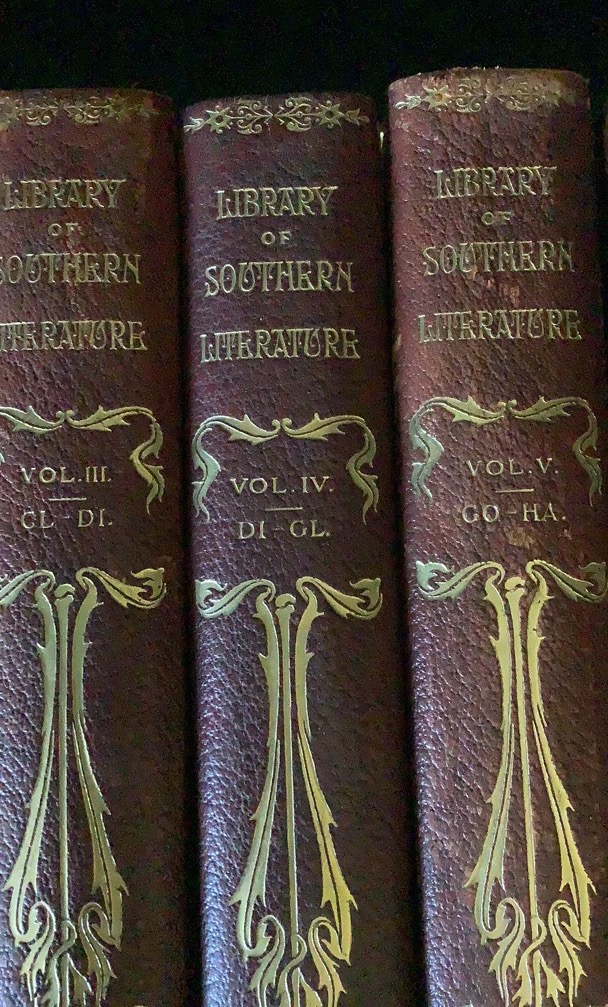 LIBRARY
OF
SOUTHERN
LITERATURE
VOL. III.
CL - DI.
LIBRARY
OF
SOUTHERN
LITERATURE
VOL. IV.
DI - GL.
LIBRARY
OF
SOUTHERN
LITERATURE
VOL. V.
GO - HA.